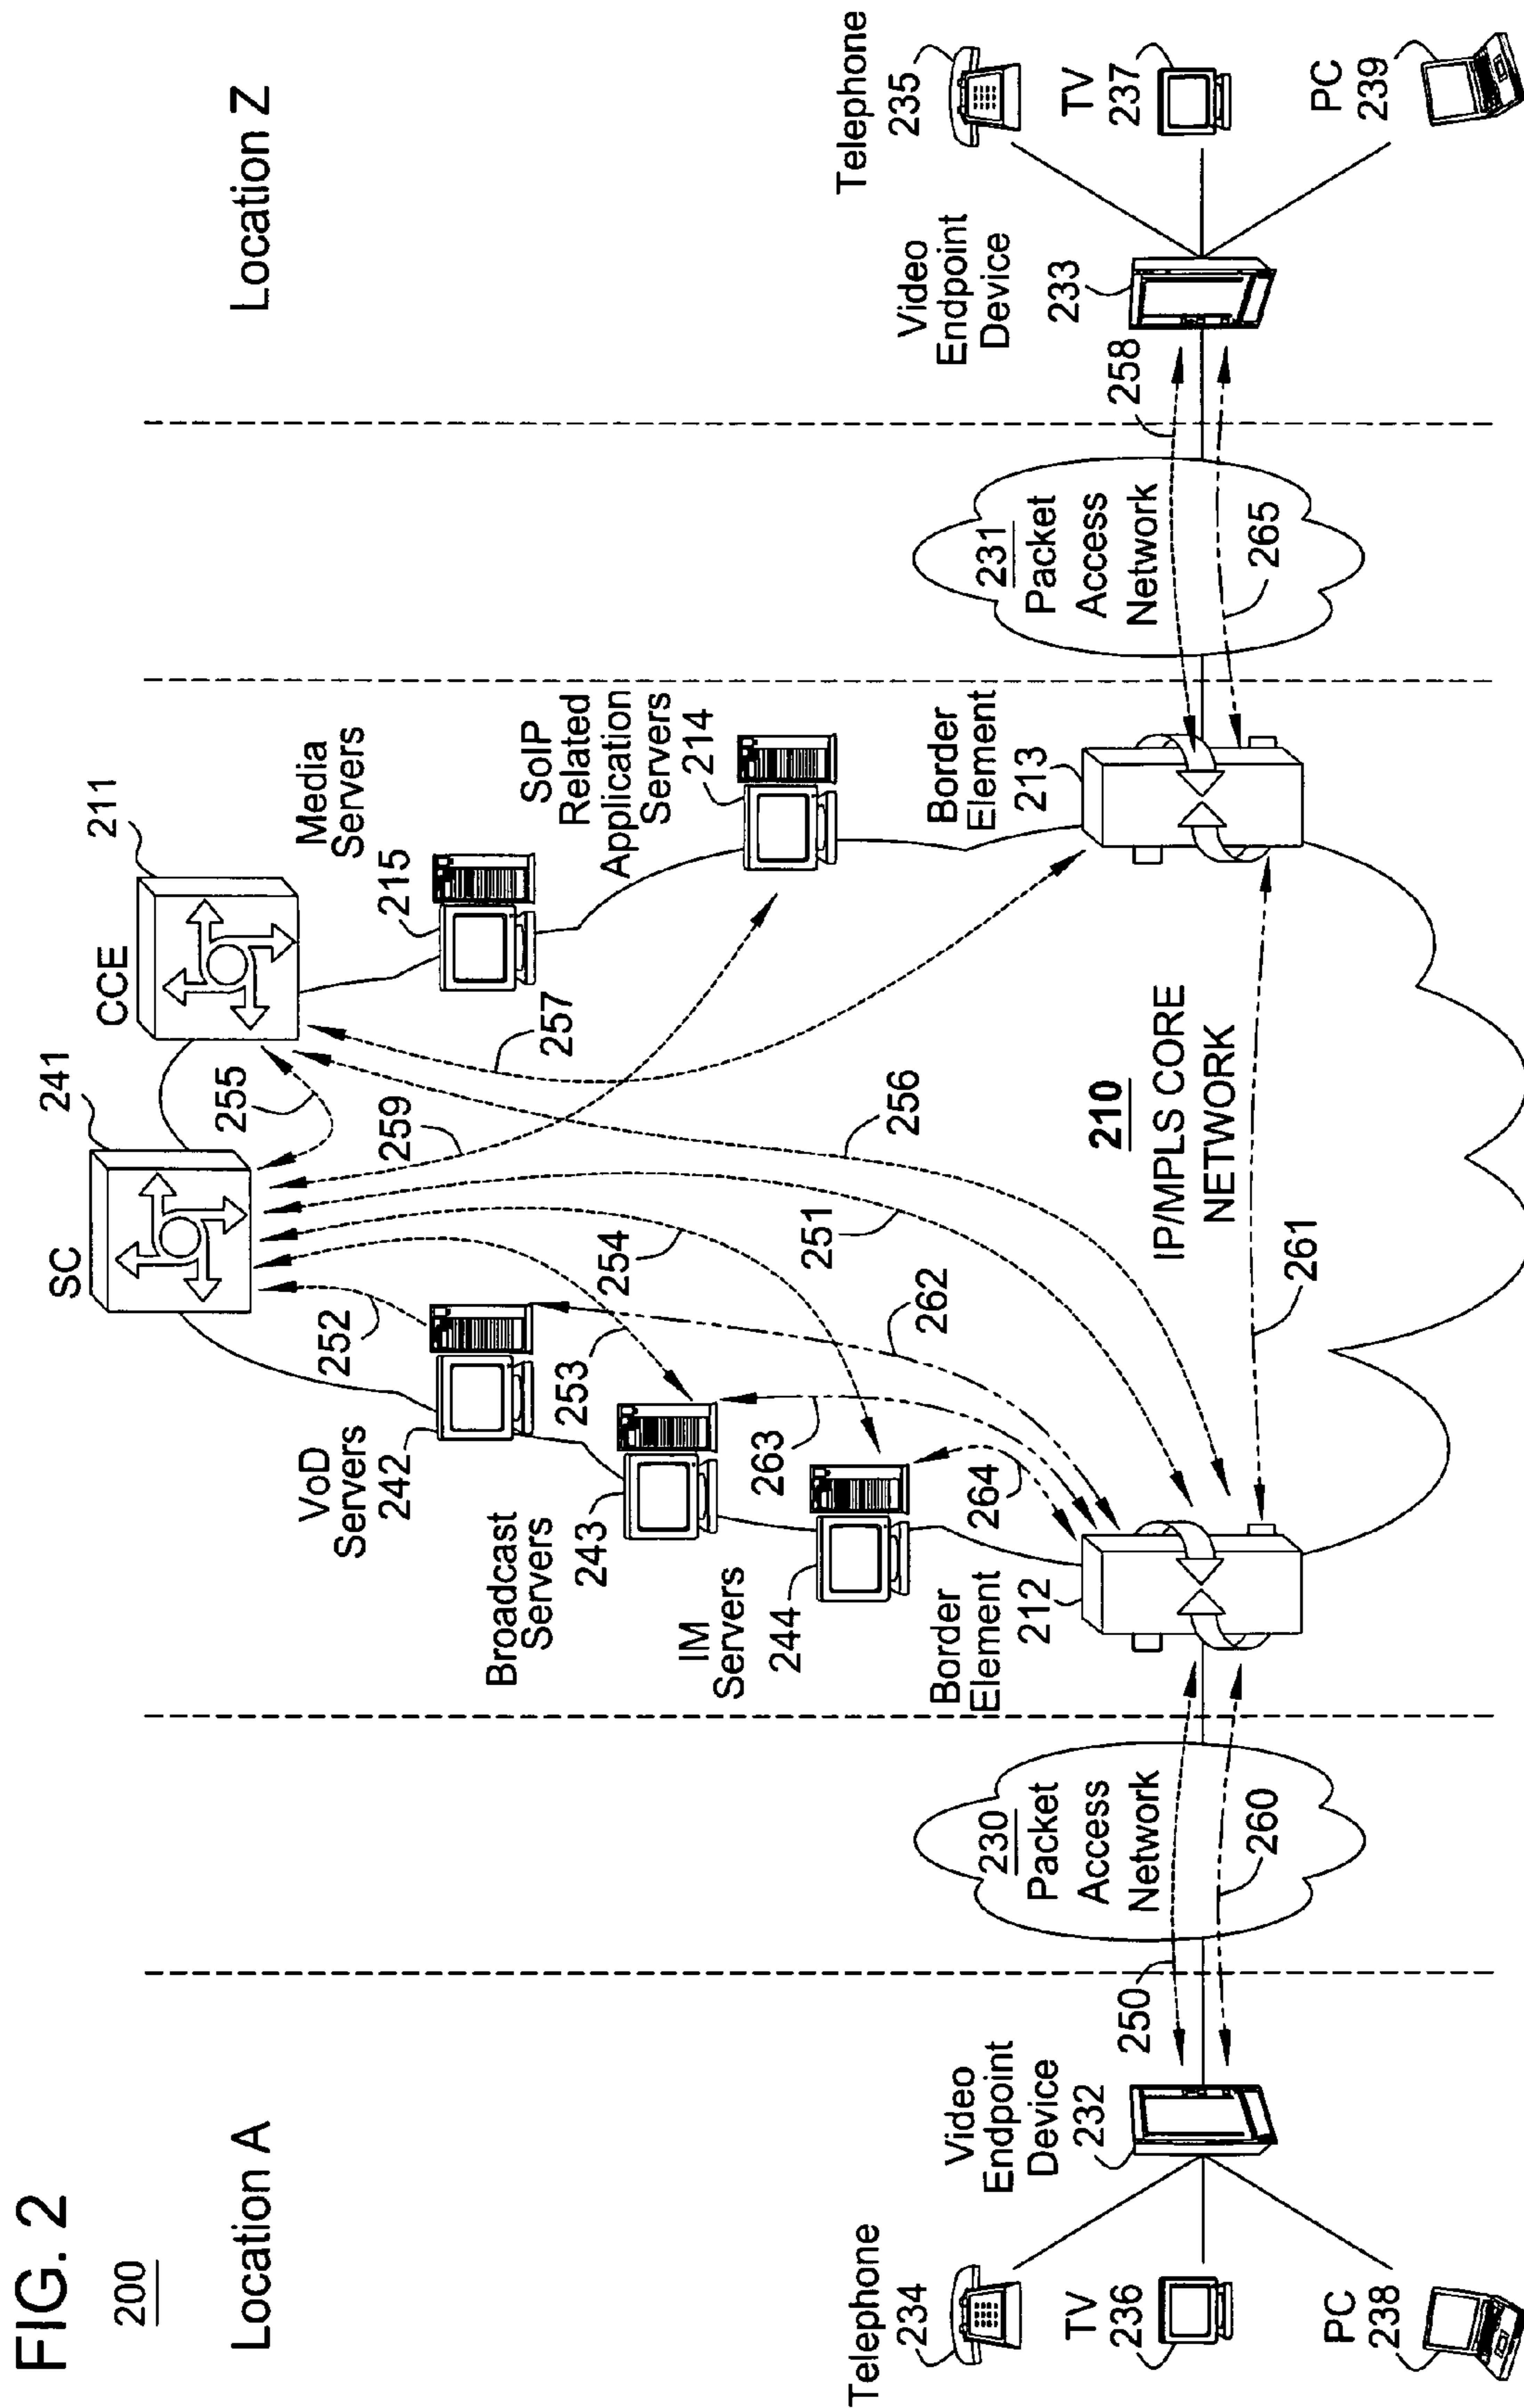 FIG. 2
200
Location A
Location Z
SC
241
CCE
211
255
252
259
257
VoD
Servers
242
Media
Servers
215
Broadcast
Servers
243
253
254
SoIP
Related
Application
Servers
214
IM
Servers
244
263
262
251
256
264
Border
Element
212
Border
Element
213
210
IP/MPLS CORE
NETWORK
261
230
Packet
Access
Network
260
231
Packet
Access
Network
265
250
258
Video
Endpoint
Device
232
Video
Endpoint
Device
233
Telephone
234
TV
236
PC
238
Telephone
235
TV
237
PC
239